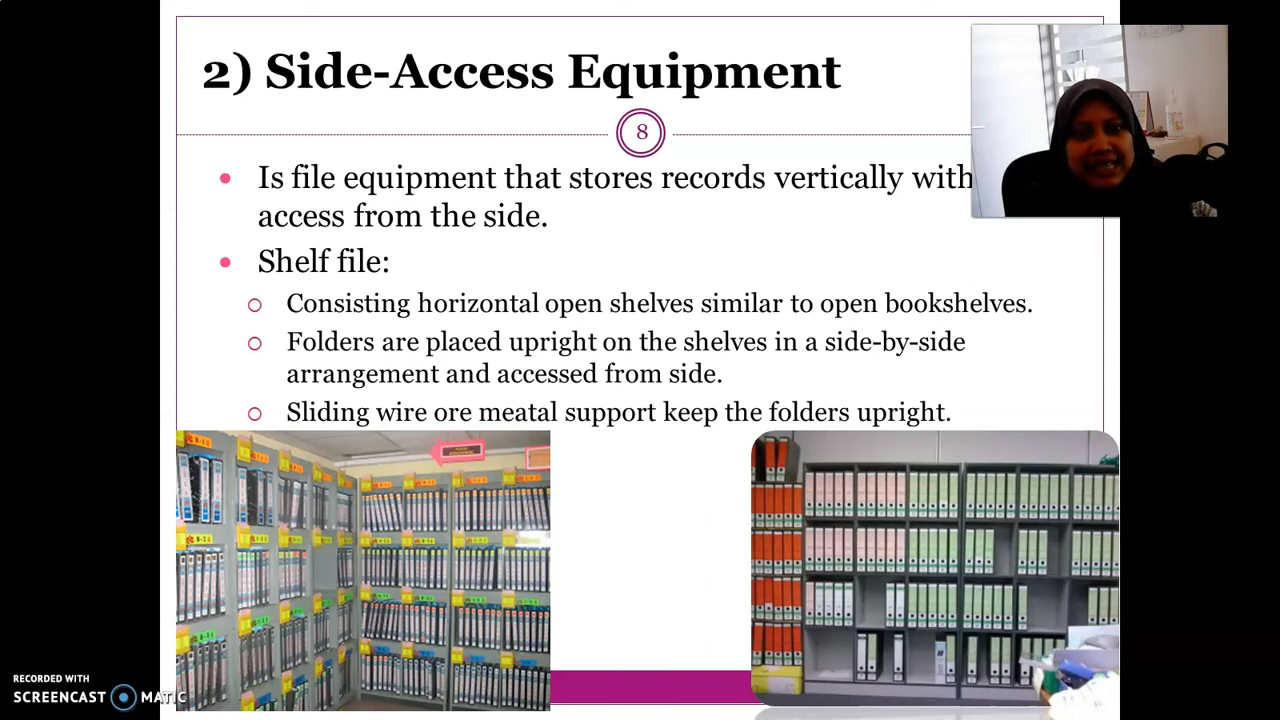 2) Side-Access Equipment
8
Is file equipment that stores records vertically with
access from the side.
Shelf file:
Consisting horizontal open shelves similar to open bookshelves.
Folders are placed upright on the shelves in a side-by-side
arrangement and accessed from side.
Sliding wire ore meatal support keep the folders upright.
RECORDED WITH
SCREENCAST MATIC